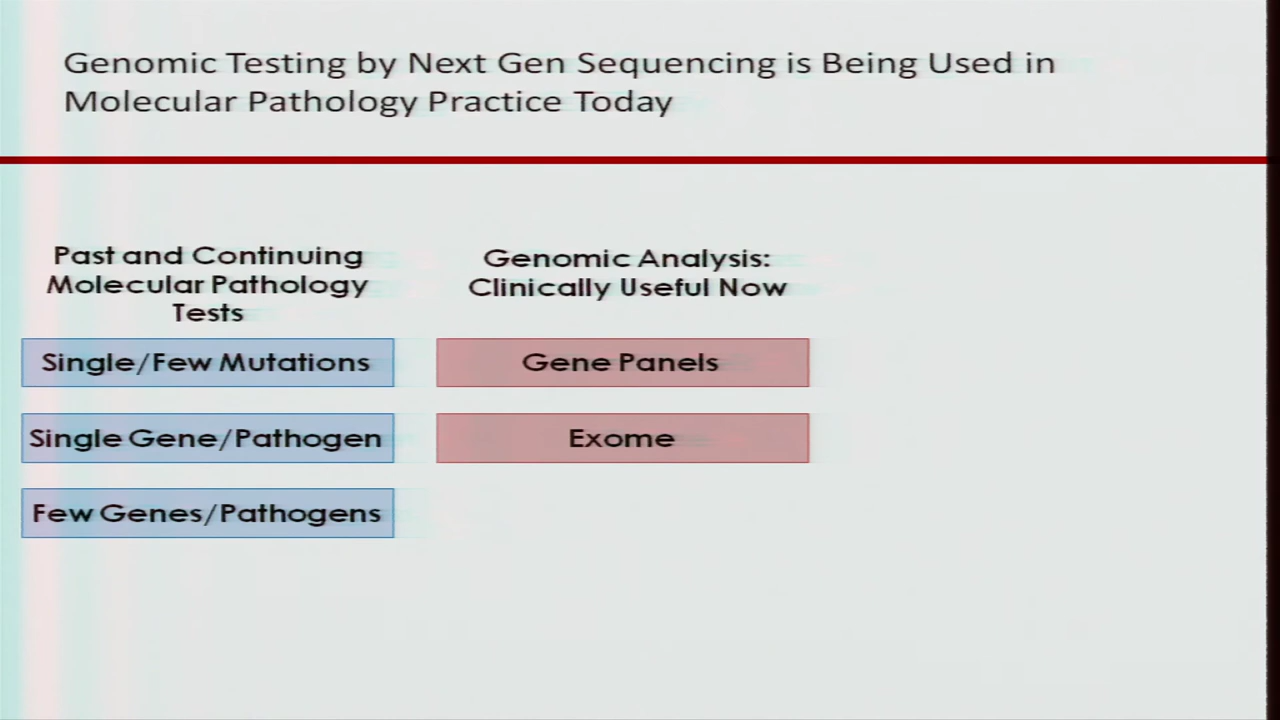 Genomic Testing by Next Gen Sequencing is Being Used in
Molecular Pathology Practice Today
Past and Continuing
Molecular Pathology
Tests
Single/Few Mutations
Single Gene/Pathogen
Few Genes/Pathogens
Genomic Analysis:
Clinically Useful Now
Gene Panels
Exome